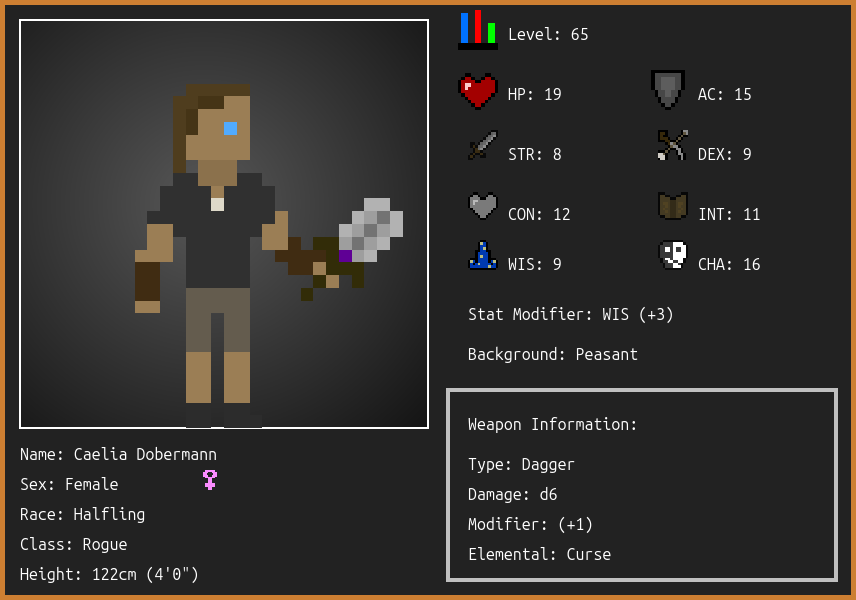 Level: 65
HP: 19
AC: 15
STR: 8
DEX: 9
CON: 12
INT: 11
WIS: 9
CHA: 16
Stat Modifier: WIS (+3)
Background: Peasant
Weapon Information:
Type: Dagger
Damage: d6
Modifier: (+1)
Elemental: Curse
Name: Caelia Dobermann
Sex: Female
Race: Halfling
Class: Rogue
Height: 122cm (4'0")